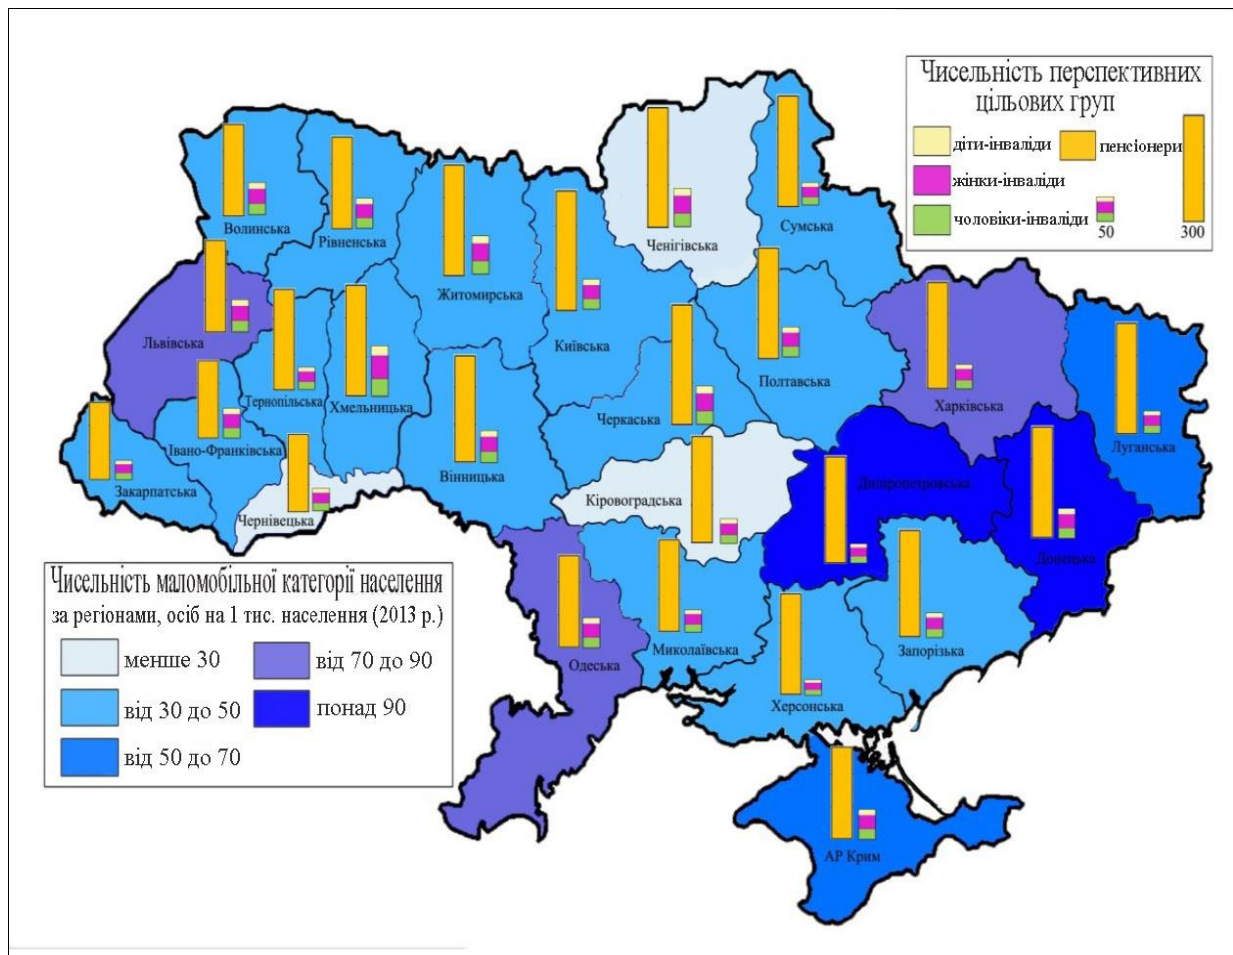 Чисельність перспективних
цільових груп
діти-інваліди
пенсіонери
жінки-інваліди
чоловіки-інваліди
50
300
Волинська
Рівненська
Житомирська
Київська
Ченігівська
Сумська
Львівська
Тернопільська
Хмельницька
Черкаська
Полтавська
Харківська
Луганська
Івано-Франківська
Закарпатська
Чернівецька
Вінницька
Кіровоградська
Дніпропетровська
Донецька
Одеська
Миколаївська
Херсонська
Запорізька
АР Крим
Чисельність маломобільної категорії населення
за регіонами, осіб на 1 тис. населення (2013 р.)
менше 30
від 70 до 90
від 30 до 50
понад 90
від 50 до 70